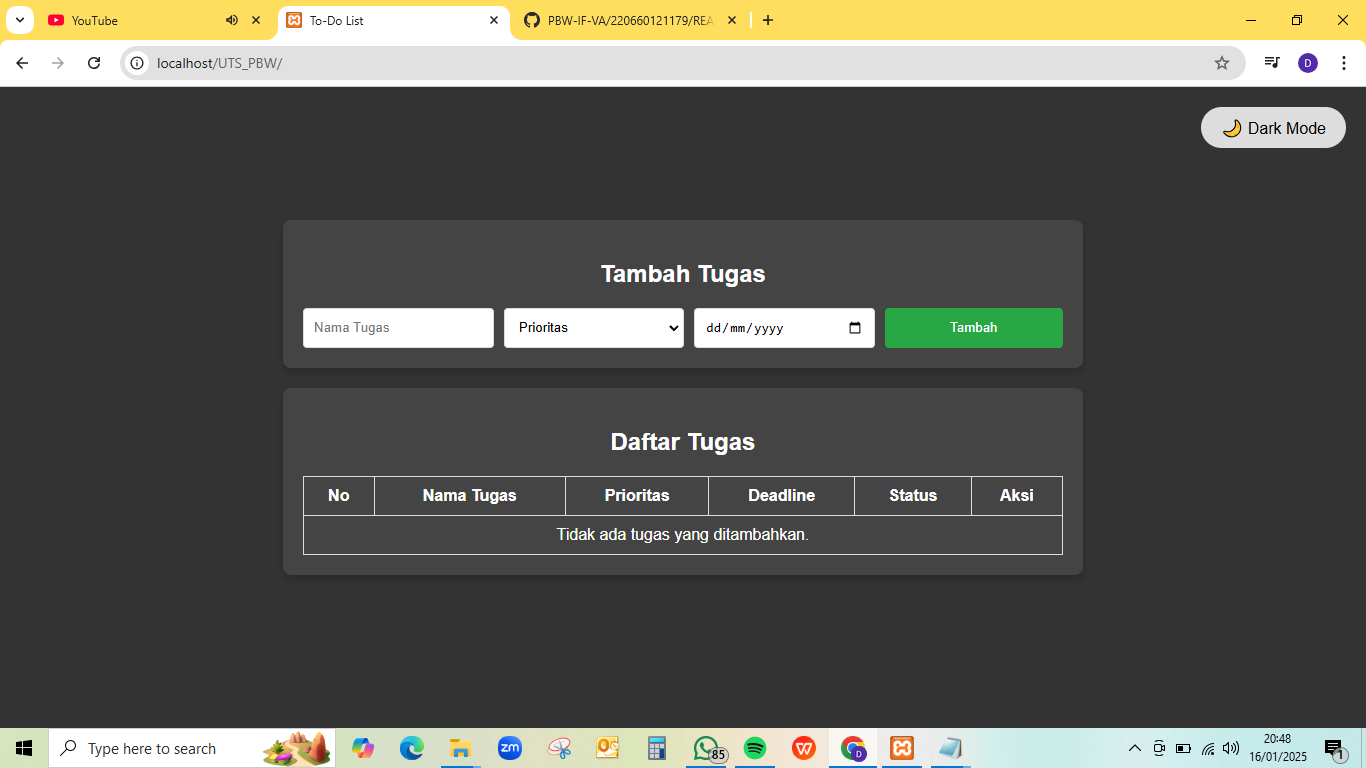 YouTube
To-Do List
PBW-IF-VA/220660121179/REA
localhost/UTS_PBW/
D
🌙 Dark Mode
Tambah Tugas
Nama Tugas
Prioritas
dd/mm/yyyy
Tambah
Daftar Tugas
No Nama Tugas Prioritas Deadline Status Aksi
Tidak ada tugas yang ditambahkan.
Type here to search
zm
85
W
D
20:48
16/01/2025
1